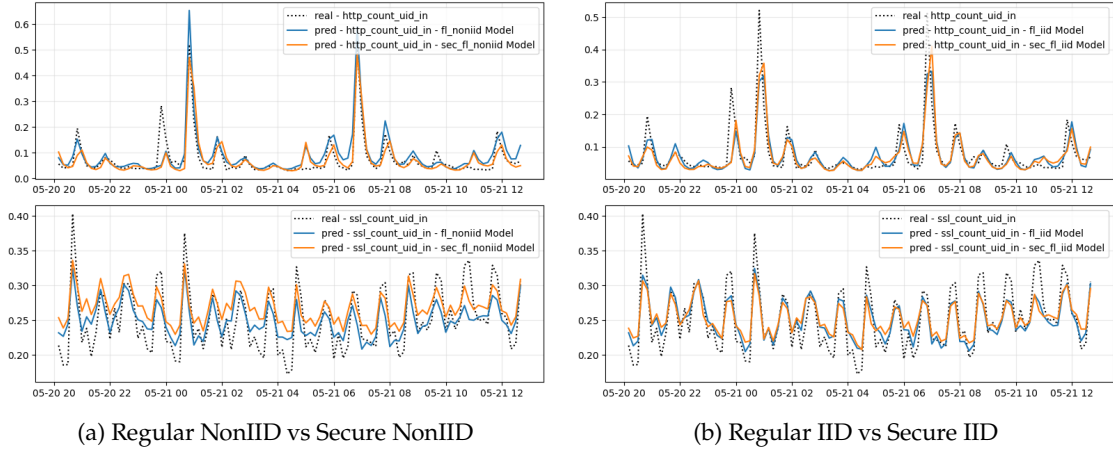 real - http_count_uid_in
pred - http_count_uid_in - fl_noniid Model
pred - http_count_uid_in - sec_fl_noniid Model
0.6
0.5
0.4
0.3
0.2
0.1
0.0
05-20 20 05-20 22 05-21 00 05-21 02 05-21 04 05-21 06 05-21 08 05-21 10 05-21 12
real - ssl_count_uid_in
pred - ssl_count_uid_in - fl_noniid Model
pred - ssl_count_uid_in - sec_fl_noniid Model
0.40
0.35
0.30
0.25
0.20
05-20 20 05-20 22 05-21 00 05-21 02 05-21 04 05-21 06 05-21 08 05-21 10 05-21 12
(a) Regular NonIID vs Secure NonIID
real - http_count_uid_in
pred - http_count_uid_in - fl_iid Model
pred - http_count_uid_in - sec_fl_iid Model
0.5
0.4
0.3
0.2
0.1
05-20 20 05-20 22 05-21 00 05-21 02 05-21 04 05-21 06 05-21 08 05-21 10 05-21 12
real - ssl_count_uid_in
pred - ssl_count_uid_in - fl_iid Model
pred - ssl_count_uid_in - sec_fl_iid Model
0.40
0.35
0.30
0.25
0.20
05-20 20 05-20 22 05-21 00 05-21 02 05-21 04 05-21 06 05-21 08 05-21 10 05-21 12
(b) Regular IID vs Secure IID